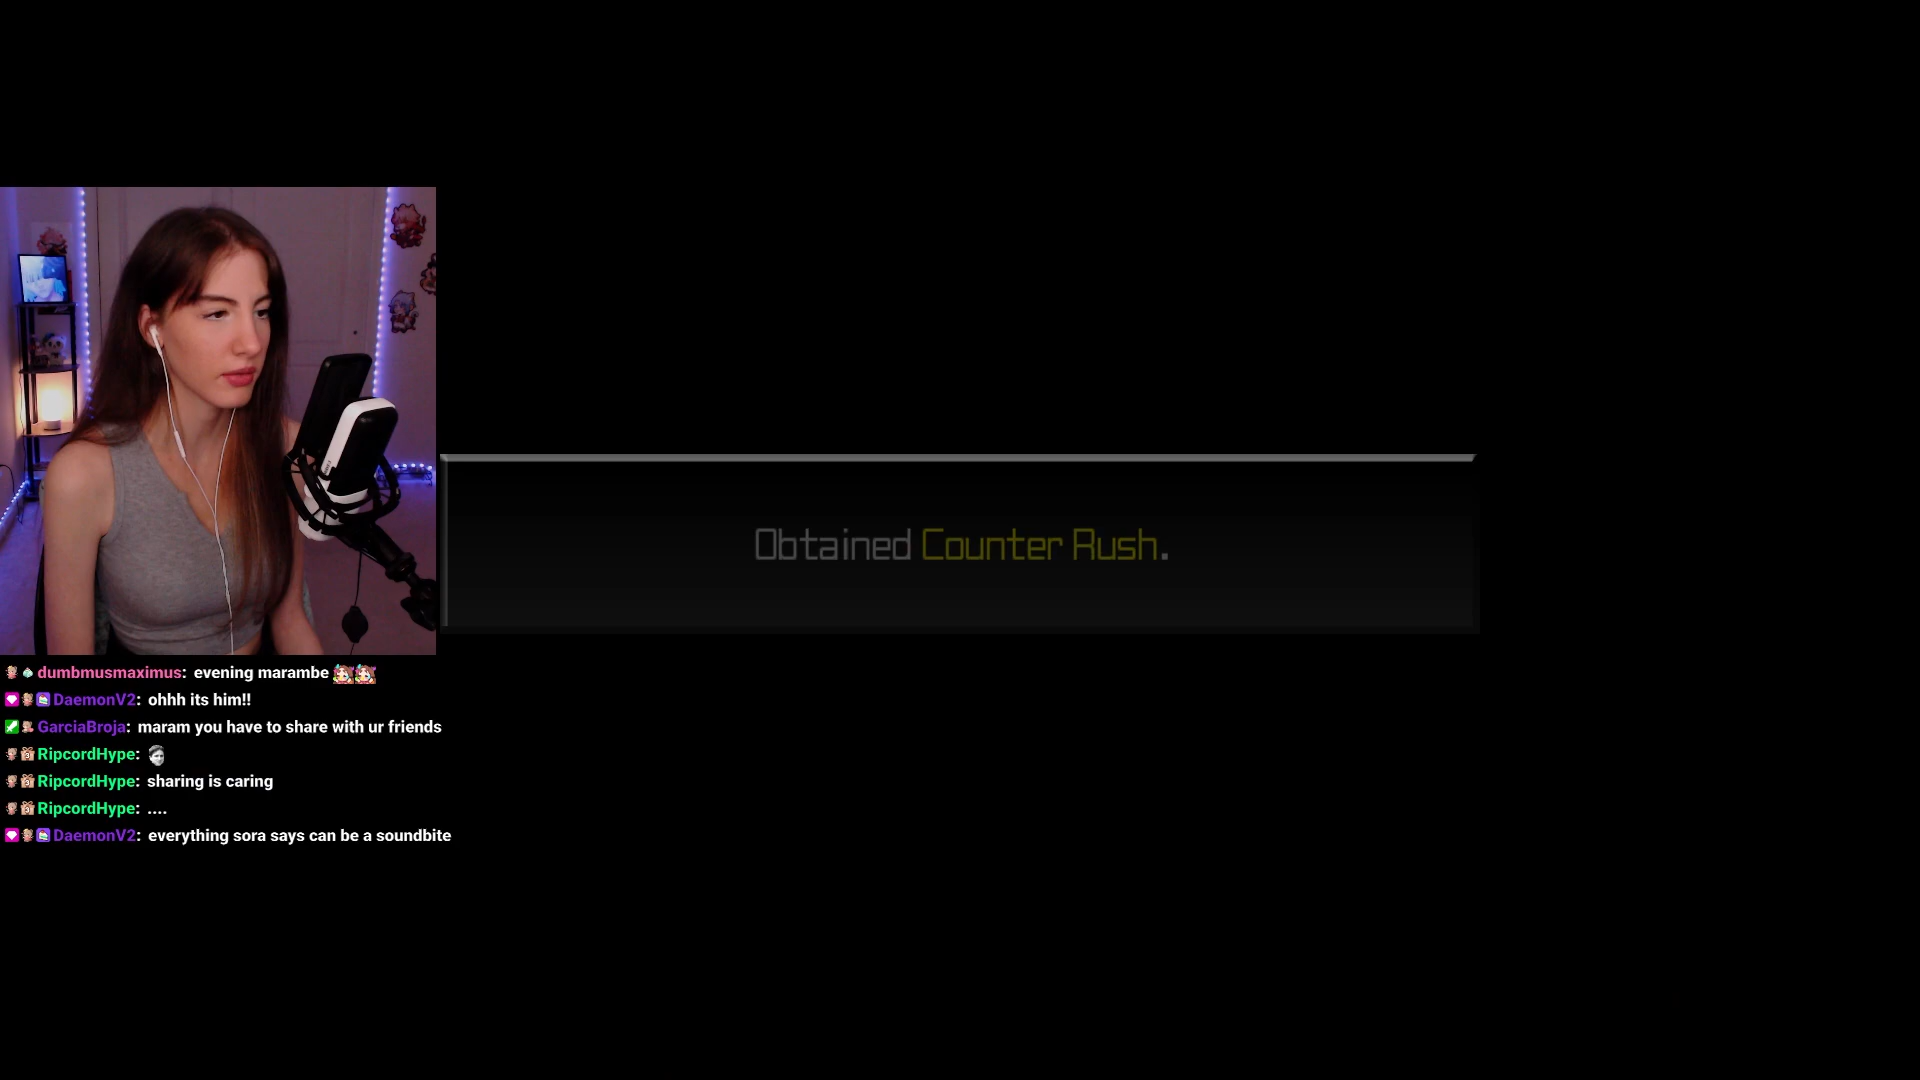 Obtained Counter Rush.
dumbmusmaximus: evening marambe
DaemonV2: ohhh its him!!
GarciaBroja: maram you have to share with ur friends
RipcordHype:
RipcordHype: sharing is caring
RipcordHype: ....
DaemonV2: everything sora says can be a soundbite